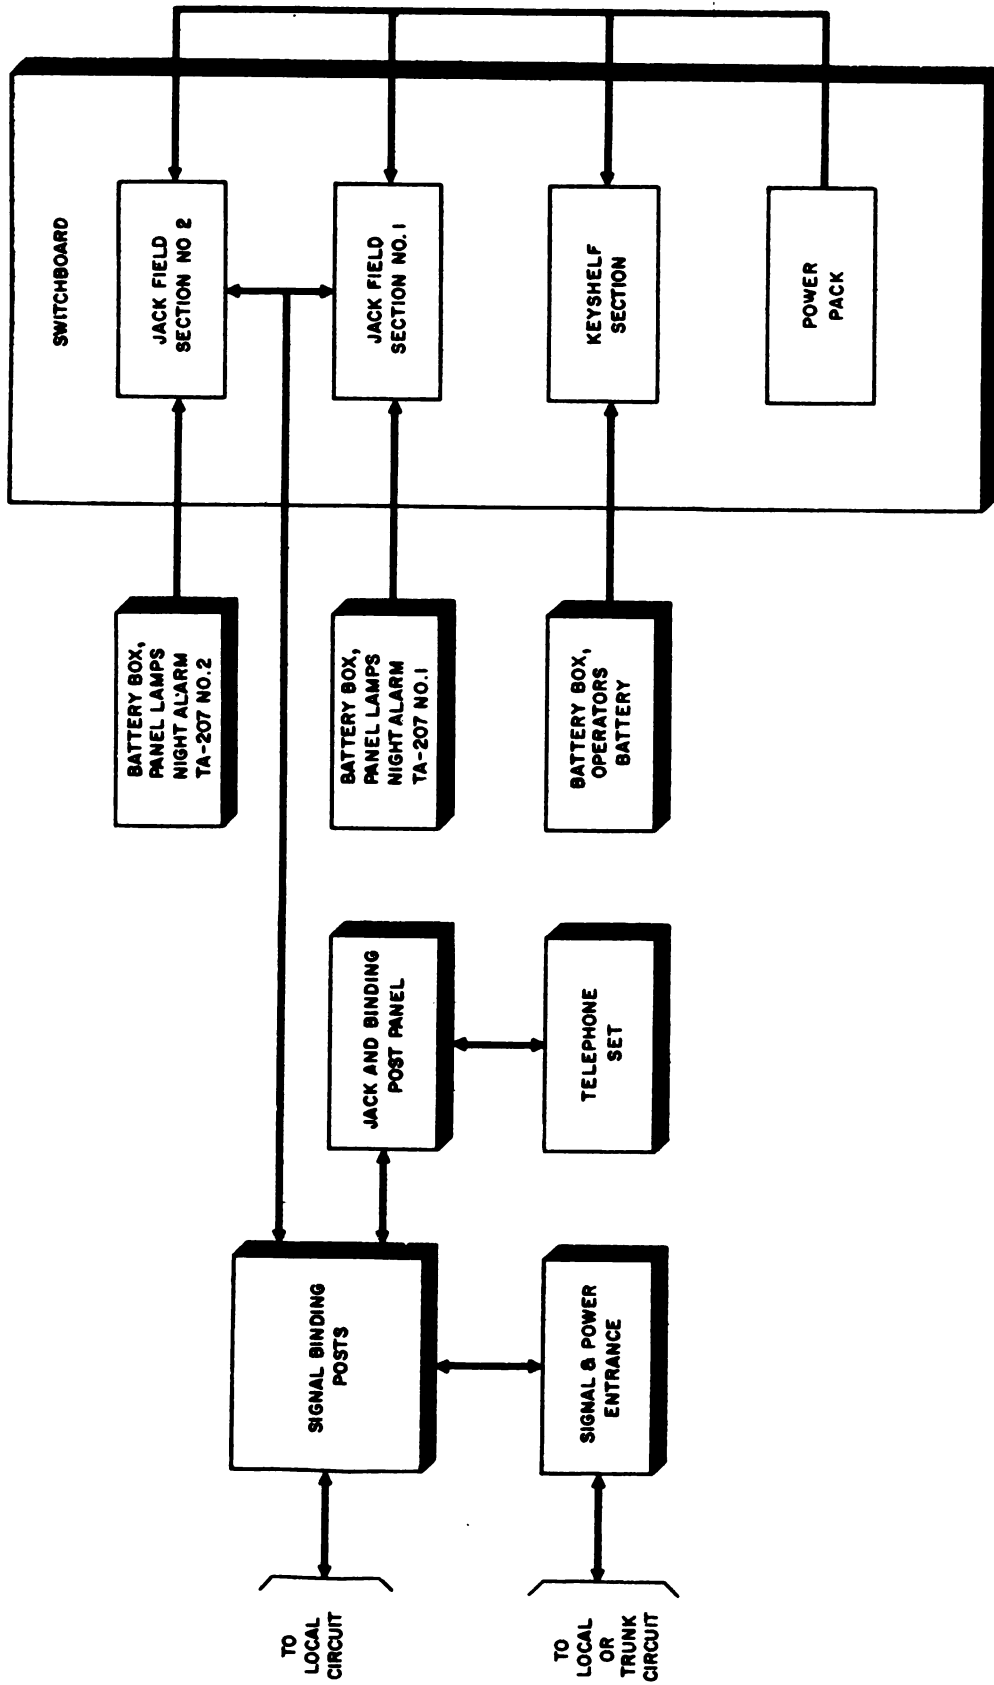 SWITCHBOARD
JACK FIELD
SECTION NO 2
JACK FIELD
SECTION NO. 1
KEYSHELF
SECTION
POWER
PACK
BATTERY BOX,
PANEL LAMPS
NIGHT ALARM
TA-207 NO.2
BATTERY BOX,
PANEL LAMPS
NIGHT ALARM
TA-207 NO.1
BATTERY BOX,
OPERATORS
BATTERY
JACK AND BINDING
POST PANEL
TELEPHONE
SET
SIGNAL BINDING
POSTS
SIGNAL & POWER
ENTRANCE
TO
LOCAL
CIRCUIT
TO
LOCAL
OR
TRUNK
CIRCUIT